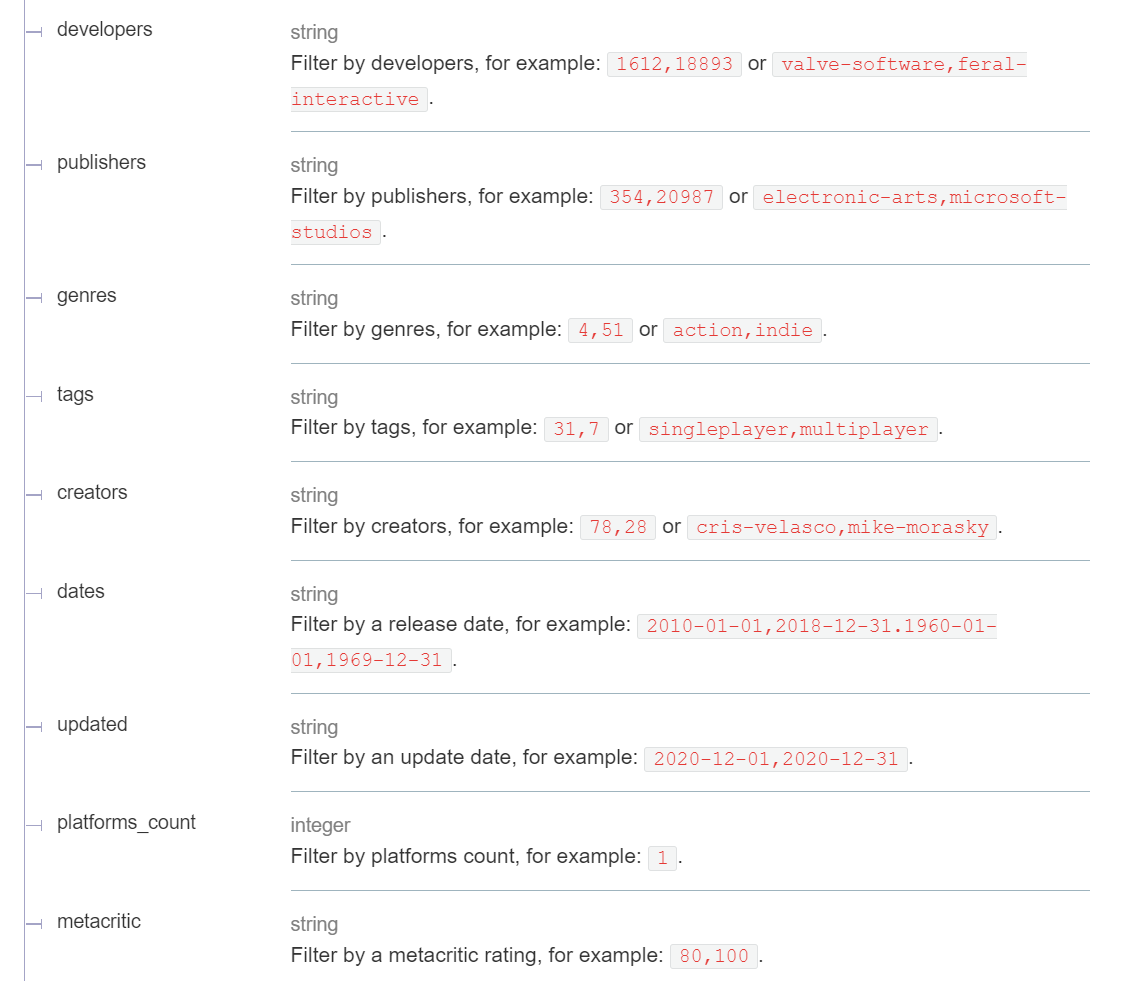 developers
string
Filter by developers, for example: 1612,18893 or valve-software,feral-
interactive.
publishers
string
Filter by publishers, for example: 354,20987 or electronic-arts,microsoft-
studios.
genres
string
Filter by genres, for example: 4,51 or action,indie.
tags
string
Filter by tags, for example: 31,7 or singleplayer,multiplayer.
creators
string
Filter by creators, for example: 78,28 or cris-velasco,mike-morasky.
dates
string
Filter by a release date, for example: 2010-01-01,2018-12-31.1960-01-
01,1969-12-31.
updated
string
Filter by an update date, for example: 2020-12-01,2020-12-31.
platforms_count
integer
Filter by platforms count, for example: 1.
metacritic
string
Filter by a metacritic rating, for example: 80,100.